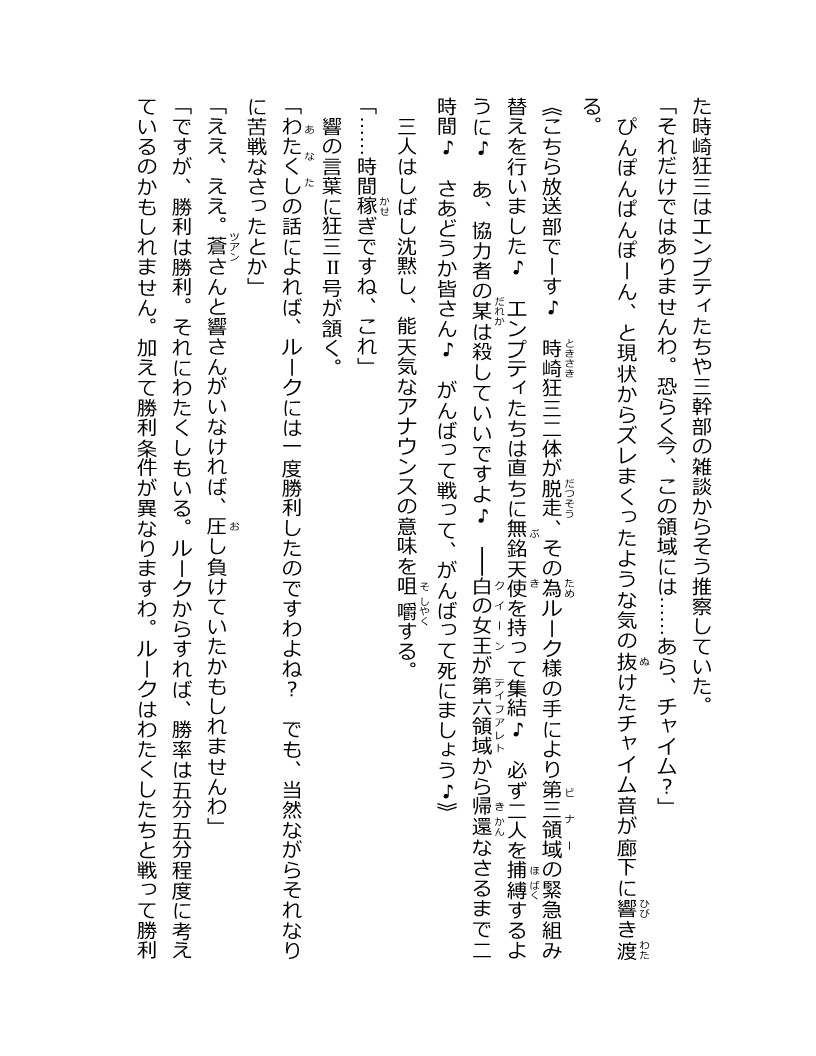 た時崎狂三はエンプティたちや三幹部の雑談からそう推察していた。
「それだけではありませんわ。恐らく今、この領域には……あら、チャイム？」
　ぴんぽんぱんぽーん、と現状からズレまくったような気の抜けたチャイム音が廊下に響き渡
る。
《こちら放送部でーす♪　時崎狂三二体が脱走、その為ルーク様の手により第三領域の緊急組み
替えを行いました♪　エンプティたちは直ちに無銘天使を持って集結♪　必ず二人を捕縛するよ
うに♪　あ、協力者の某は殺していいですよ♪　──白の女王が第六領域から帰還なさるまで二
時間♪　さあどうか皆さん♪　がんばって戦って、がんばって死にましょう♪》
　三人はしばし沈黙し、能天気なアナウンスの意味を咀嚼する。
「……時間稼ぎですね、これ」
　響の言葉に狂三Ⅱ号が頷く。
「わたくしの話によれば、ルークには一度勝利したのですわよね？　でも、当然ながらそれなり
に苦戦なさったとか」
「ええ、ええ。蒼さんと響さんがいなければ、圧し負けていたかもしれませんわ」
「ですが、勝利は勝利。それにわたくしもいる。ルークからすれば、勝率は五分五分程度に考え
ているのかもしれません。加えて勝利条件が異なりますわ。ルークはわたくしたちと戦って勝利